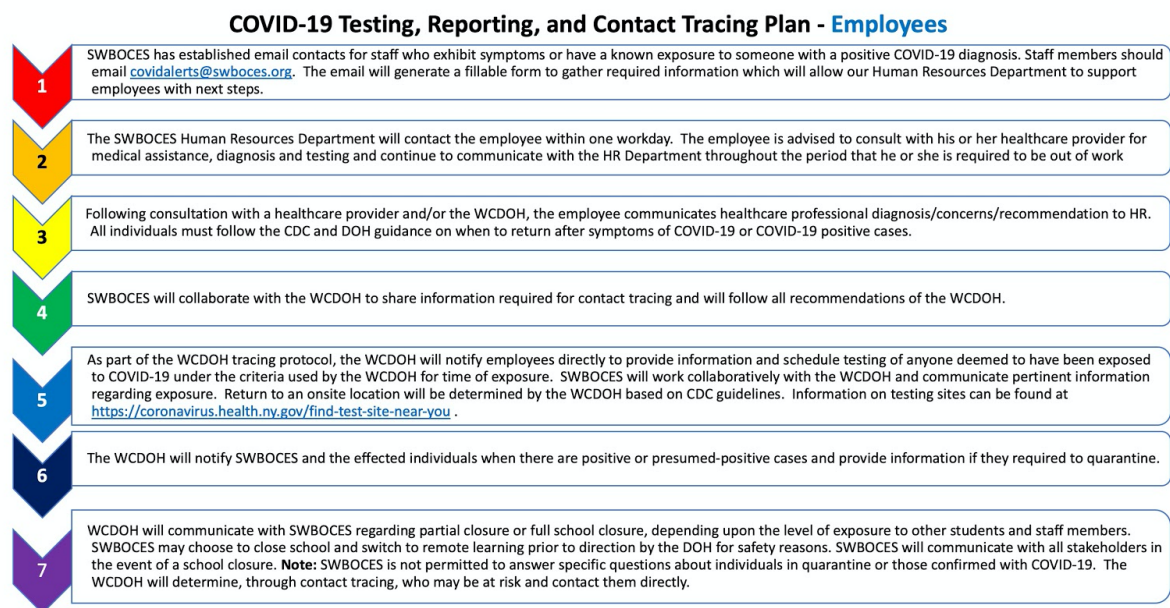 COVID-19 Testing, Reporting, and Contact Tracing Plan - Employees
1
SWBOCES has established email contacts for staff who exhibit symptoms or have a known exposure to someone with a positive COVID-19 diagnosis. Staff members should
email covidalerts@swboces.org. The email will generate a fillable form to gather required information which will allow our Human Resources Department to support
employees with next steps.
2
The SWBOCES Human Resources Department will contact the employee within one workday. The employee is advised to consult with his or her healthcare provider for
medical assistance, diagnosis and testing and continue to communicate with the HR Department throughout the period that he or she is required to be out of work
3
Following consultation with a healthcare provider and/or the WCDOH, the employee communicates healthcare professional diagnosis/concerns/recommendation to HR.
All individuals must follow the CDC and DOH guidance on when to return after symptoms of COVID-19 or COVID-19 positive cases.
4
SWBOCES will collaborate with the WCDOH to share information required for contact tracing and will follow all recommendations of the WCDOH.
5
As part of the WCDOH tracing protocol, the WCDOH will notify employees directly to provide information and schedule testing of anyone deemed to have been exposed
to COVID-19 under the criteria used by the WCDOH for time of exposure. SWBOCES will work collaboratively with the WCDOH and communicate pertinent information
regarding exposure. Return to an onsite location will be determined by the WCDOH based on CDC guidelines. Information on testing sites can be found at
https://coronavirus.health.ny.gov/find-test-site-near-you .
6
The WCDOH will notify SWBOCES and the effected individuals when there are positive or presumed-positive cases and provide information if they required to quarantine.
7
WCDOH will communicate with SWBOCES regarding partial closure or full school closure, depending upon the level of exposure to other students and staff members.
SWBOCES may choose to close school and switch to remote learning prior to direction by the DOH for safety reasons. SWBOCES will communicate with all stakeholders in
the event of a school closure. Note: SWBOCES is not permitted to answer specific questions about individuals in quarantine or those confirmed with COVID-19. The
WCDOH will determine, through contact tracing, who may be at risk and contact them directly.